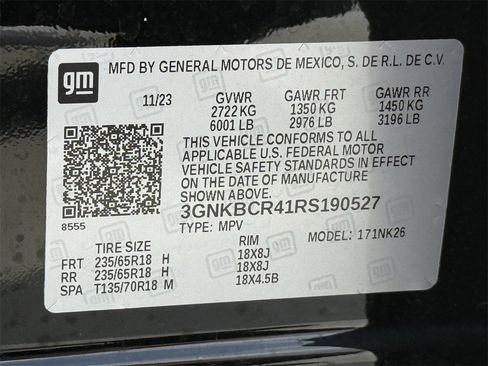 gm
MFD BY GENERAL MOTORS DE MEXICO, S. DE R.L. DE C.V.
11/23 GVWR GAWR FRT GAWR RR
2722 KG 1350 KG 1450 KG
6001 LB 2976 LB 3196 LB
THIS VEHICLE CONFORMS TO ALL
APPLICABLE U.S. FEDERAL MOTOR
VEHICLE SAFETY STANDARDS IN EFFECT
ON THE DATE OF MANUFACTURE
SHOWN ABOVE.
8555 3GNKBCR41RS190527
TYPE: MPV MODEL: 171NK26
TIRE SIZE RIM
FRT 235/65R18 H 18X8J
RR 235/65R18 H 18X8J
SPA T135/70R18 M 18X4.5B